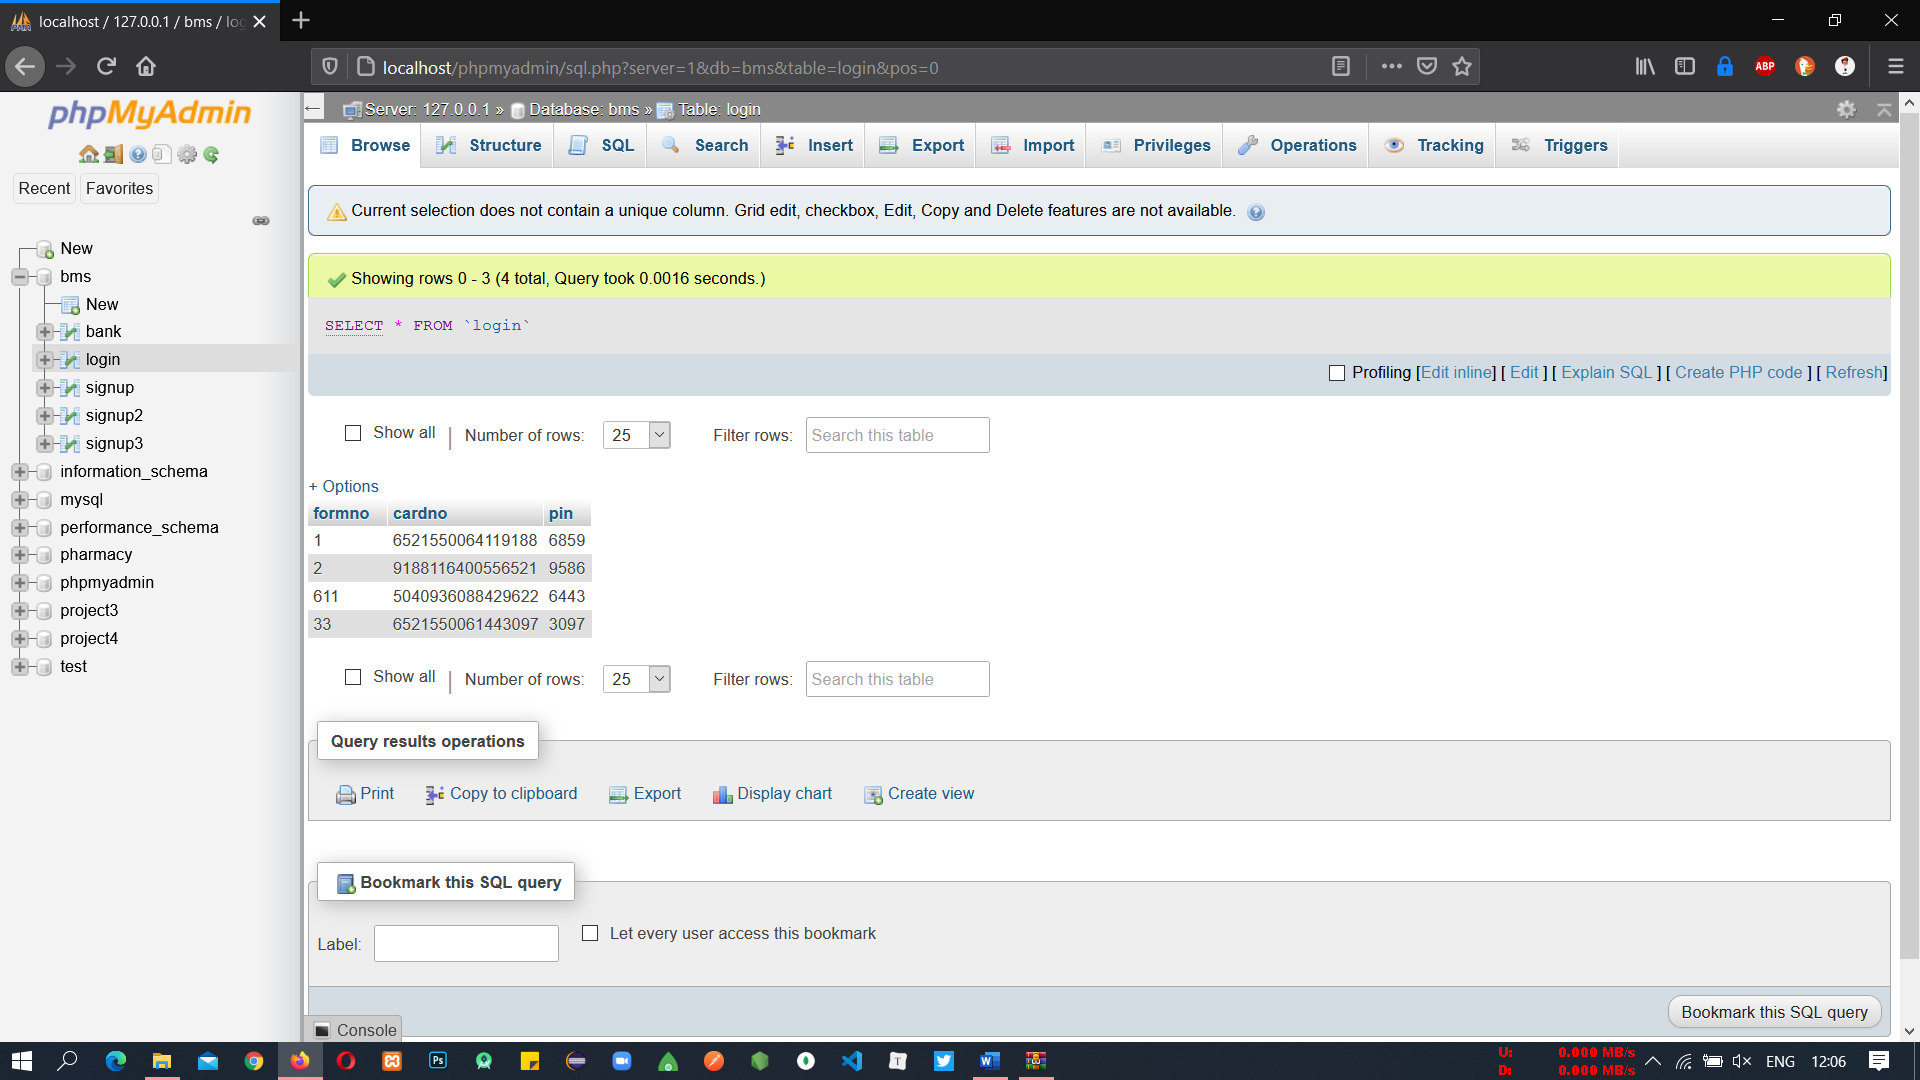 localhost / 127.0.0.1 / bms / log
localhost/phpmyadmin/sql.php?server=1&db=bms&table=login&pos=0
ABP
phpMyAdmin
Recent
Favorites
New
bms
New
bank
login
signup
signup2
signup3
information_schema
mysql
performance_schema
pharmacy
phpmyadmin
project3
project4
test
Server: 127.0.0.1 » Database: bms » Table: login
Browse Structure SQL Search Insert Export Import Privileges Operations Tracking Triggers
Current selection does not contain a unique column. Grid edit, checkbox, Edit, Copy and Delete features are not available.
Showing rows 0 - 3 (4 total, Query took 0.0016 seconds.)
SELECT * FROM `login`
Profiling [Edit inline] [ Edit ] [ Explain SQL ] [ Create PHP code ] [ Refresh]
Show all | Number of rows: 25 Filter rows: Search this table
+ Options
formno cardno pin
1 6521550064119188 6859
2 9188116400556521 9586
611 5040936088429622 6443
33 6521550061443097 3097
Show all | Number of rows: 25 Filter rows: Search this table
Query results operations
Print Copy to clipboard Export Display chart Create view
Bookmark this SQL query
Label: Let every user access this bookmark
Bookmark this SQL query
Console
U: 0.000 MB/s
D: 0.000 MB/s
ENG 12:06